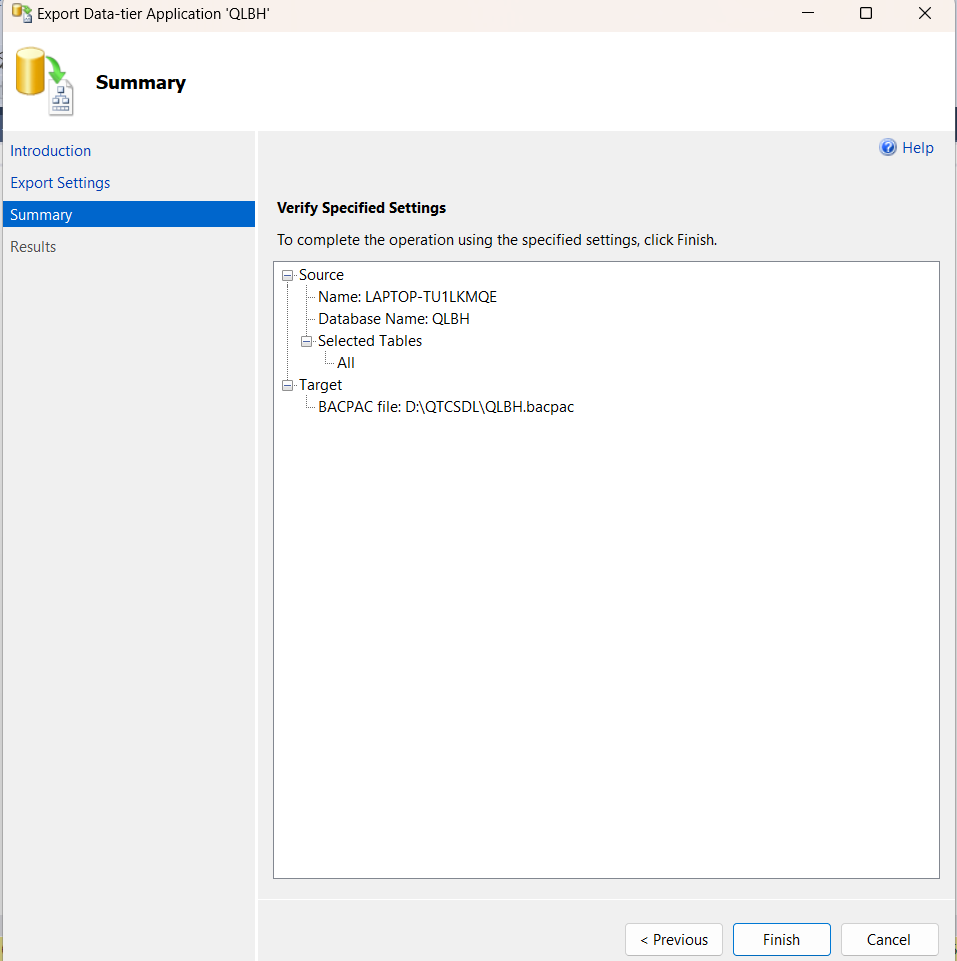 Export Data-tier Application 'QLBH'
Summary
Introduction
Export Settings
Summary
Results
Help
Verify Specified Settings
To complete the operation using the specified settings, click Finish.
Source
Name: LAPTOP-TU1LKMQE
Database Name: QLBH
Selected Tables
All
Target
BACPAC file: D:\QTCSDL\QLBH.bacpac
< Previous
Finish
Cancel